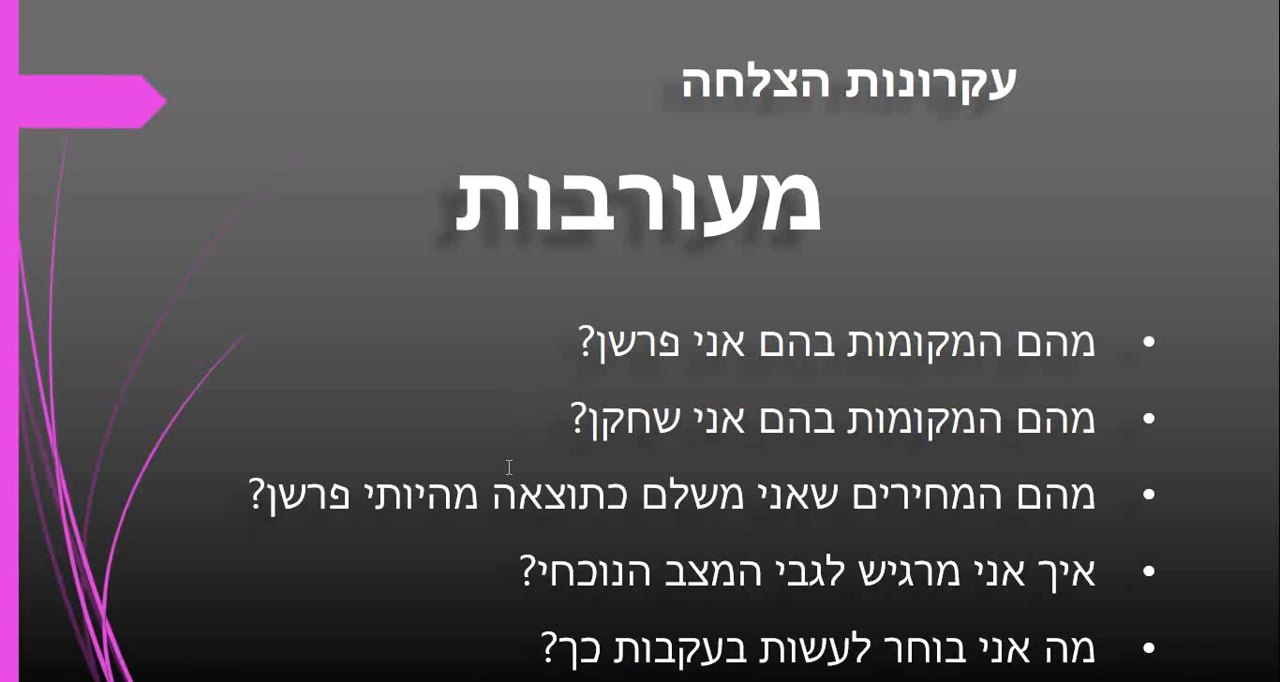 עקרונות הצלחה
מעורבות
• מהם המקומות בהם אני פרשן?
• מהם המקומות בהם אני שחקן?
• מהם המחירים שאני משלם כתוצאה מהיותי פרשן?
• איך אני מרגיש לגבי המצב הנוכחי?
• מה אני בוחר לעשות בעקבות כך?